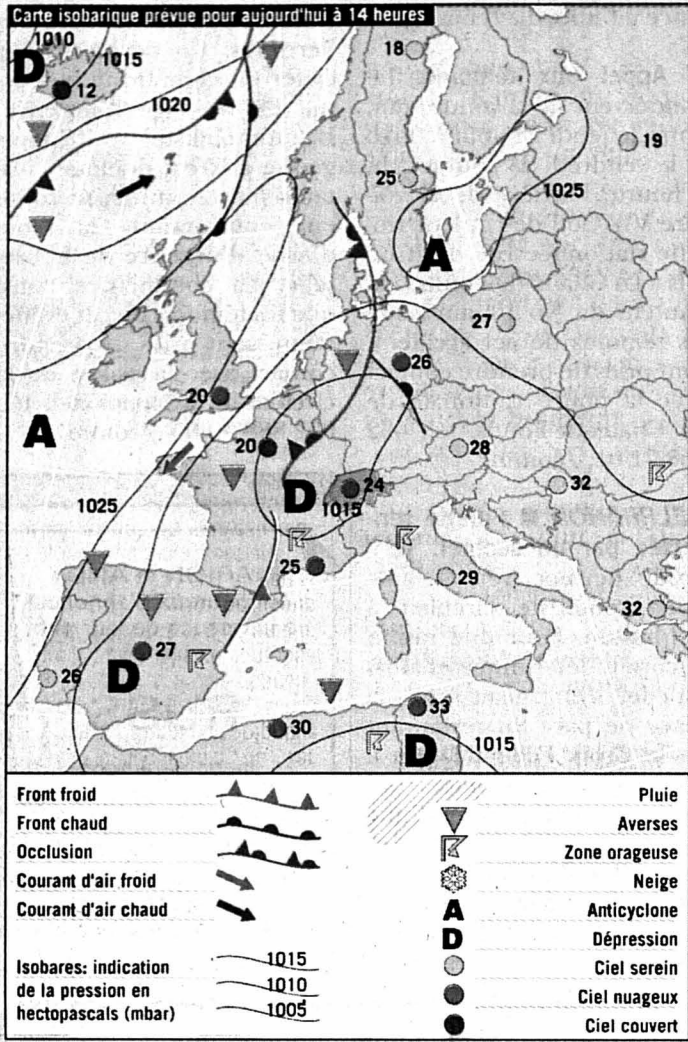 Carte isobarique prévue pour aujourd'hui à 14 heures
1010
1015
D
12
1020
18
19
25
1025
A
27
26
20
A
20
28
D
24
1015
32
1025
25
29
32
26
27
D
30
33
D
1015
Front froid
Front chaud
Occlusion
Courant d'air froid
Courant d'air chaud
Isobares: indication
de la pression en
hectopascals (mbar)
1015
1010
1005
Pluie
Averses
Zone orageuse
Neige
A Anticyclone
D Dépression
Ciel serein
Ciel nuageux
Ciel couvert